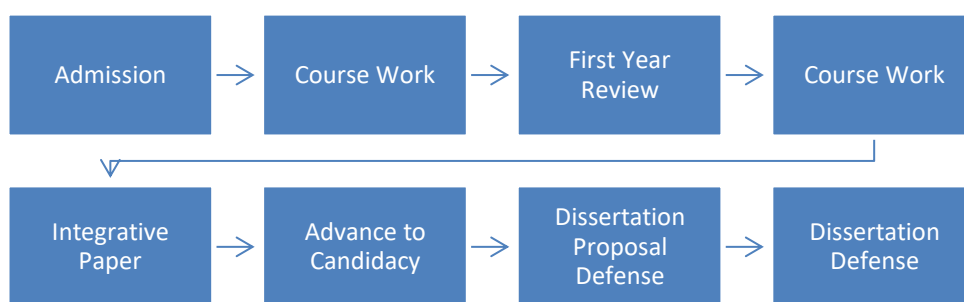 Admission
Course Work
First Year
Review
Course Work
Integrative
Paper
Advance to
Candidacy
Dissertation
Proposal
Defense
Dissertation
Defense